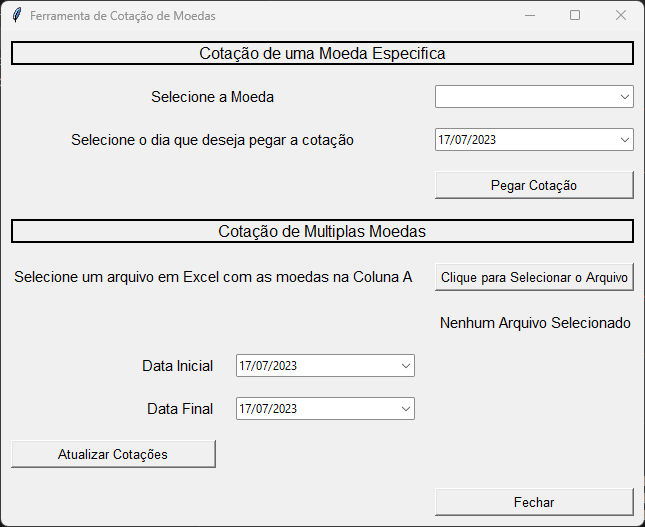 Ferramenta de Cotação de Moedas
Cotação de uma Moeda Especifica
Selecione a Moeda
Selecione o dia que deseja pegar a cotação 17/07/2023
Pegar Cotação
Cotação de Multiplas Moedas
Selecione um arquivo em Excel com as moedas na Coluna A Clique para Selecionar o Arquivo
Nenhum Arquivo Selecionado
Data Inicial 17/07/2023
Data Final 17/07/2023
Atualizar Cotações
Fechar